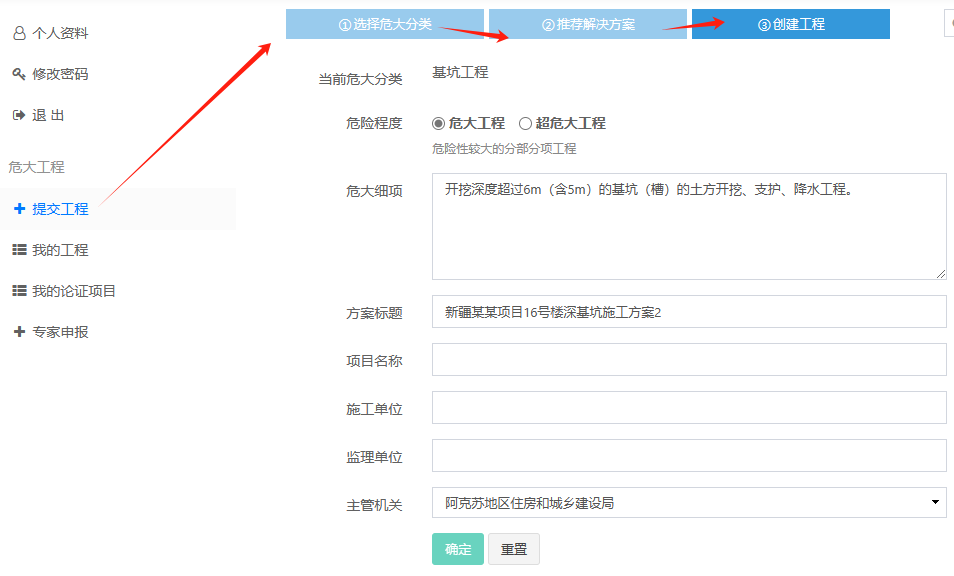 个人资料
修改密码
退 出
危大工程
提交工程
我的工程
我的论证项目
专家申报
①选择危大分类
②推荐解决方案
③创建工程
当前危大分类
基坑工程
危险程度
危大工程
超危大工程
危险性较大的分部分项工程
危大细项
开挖深度超过6m（含5m）的基坑（槽）的土方开挖、支护、降水工程。
方案标题
新疆某某项目16号楼深基坑施工方案2
项目名称
施工单位
监理单位
主管机关
阿克苏地区住房和城乡建设局
确定
重置